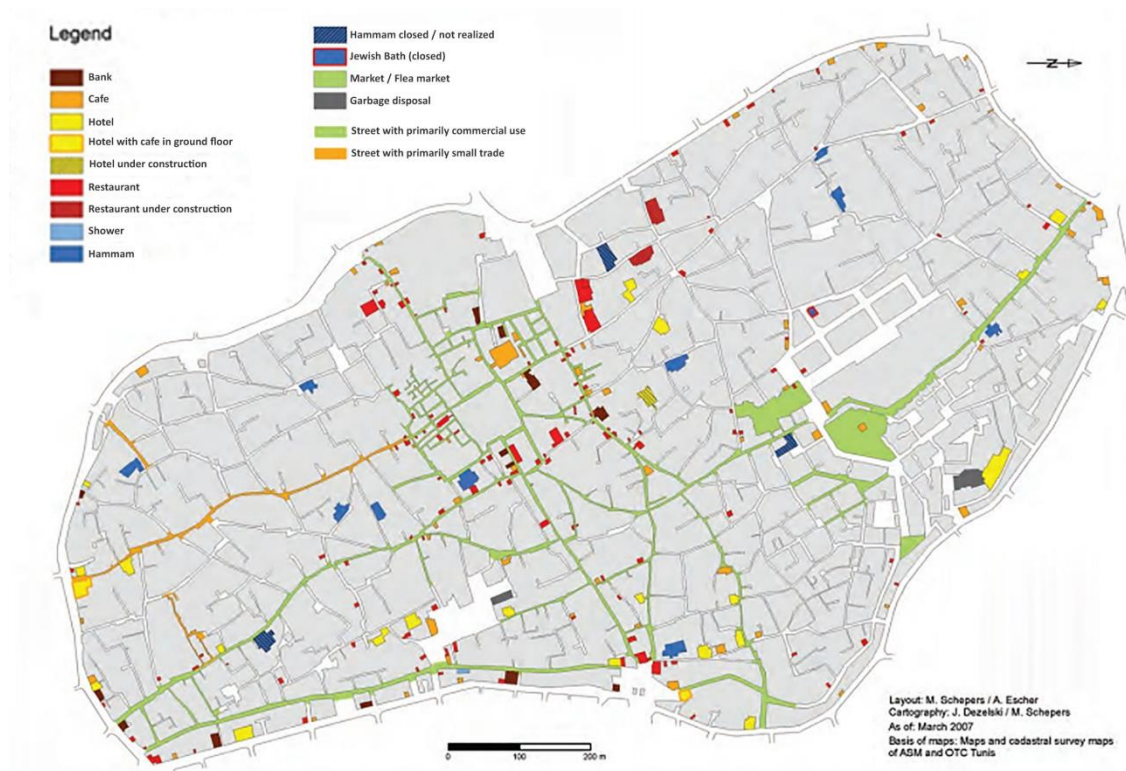 Legend
Bank
Cafe
Hotel
Hotel with cafe in ground floor
Hotel under construction
Restaurant
Restaurant under construction
Shower
Hammam
Hammam closed / not realized
Jewish Bath (closed)
Market / Flea market
Garbage disposal
Street with primarily commercial use
Street with primarily small trade
N
Layout: M. Schepers / A. Escher
Cartography: J. Dezelski / M. Schepers
As of: March 2007
Basis of maps: Maps and cadastral survey maps
of ASM and OTC Tunis
0 100 200 m